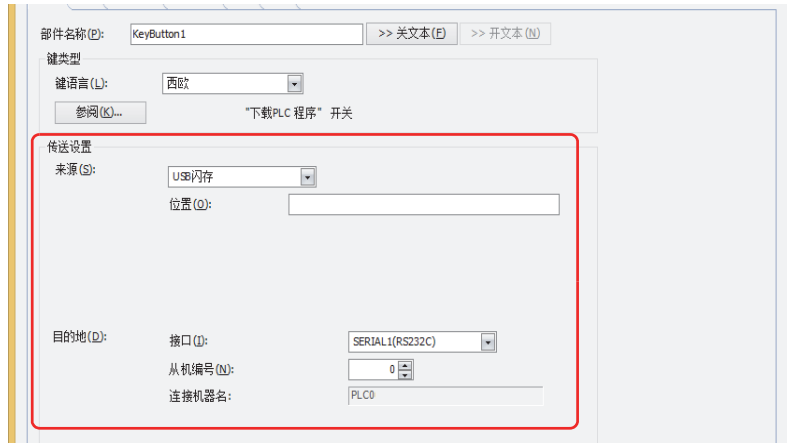 部件名称(P): KeyButton1 >> 关文本(F) >> 开文本(N)
键类型
键语言(L): 西欧
参阅(K)... "下载PLC 程序" 开关
传送设置
来源(S): USB闪存
位置(O):
目的地(D): 接口(I): SERIAL1(RS232C)
从机编号(N): 0
连接机器名: PLC0